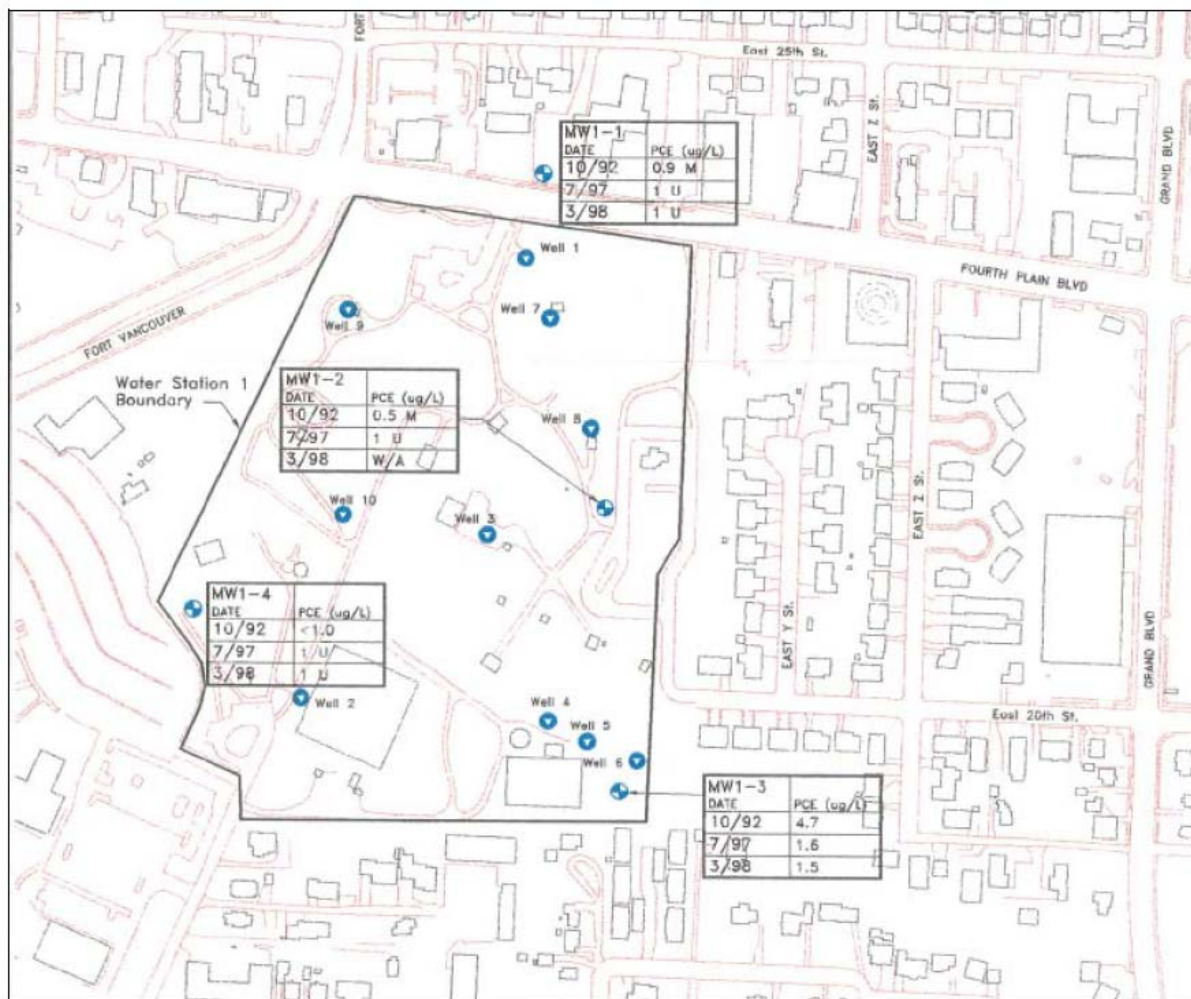 FORT
East 25th St.
MW1-1
DATE PCE (ug/L)
10/92 0.9 M
7/97 1 U
3/98 1 U
EAST Z ST.
GRAND BLVD
Well 1
FOURTH PLAIN BLVD
Well 7
Well 9
FORT VANCOUVER
Water Station 1
Boundary
MW1-2
DATE PCE (ug/L)
10/92 0.5 M
7/97 1 U
3/98 W/A
Well 8
Well 10
Well 3
EAST Z ST.
MW1-4
DATE PCE (ug/L)
10/92 <1.0
7/97 1 U
3/98 1 U
EAST Y ST.
GRAND BLVD
Well 2
Well 4
Well 5
Well 6
East 20th St.
MW1-3
DATE PCE (ug/L)
10/92 4.7
7/97 1.6
3/98 1.5